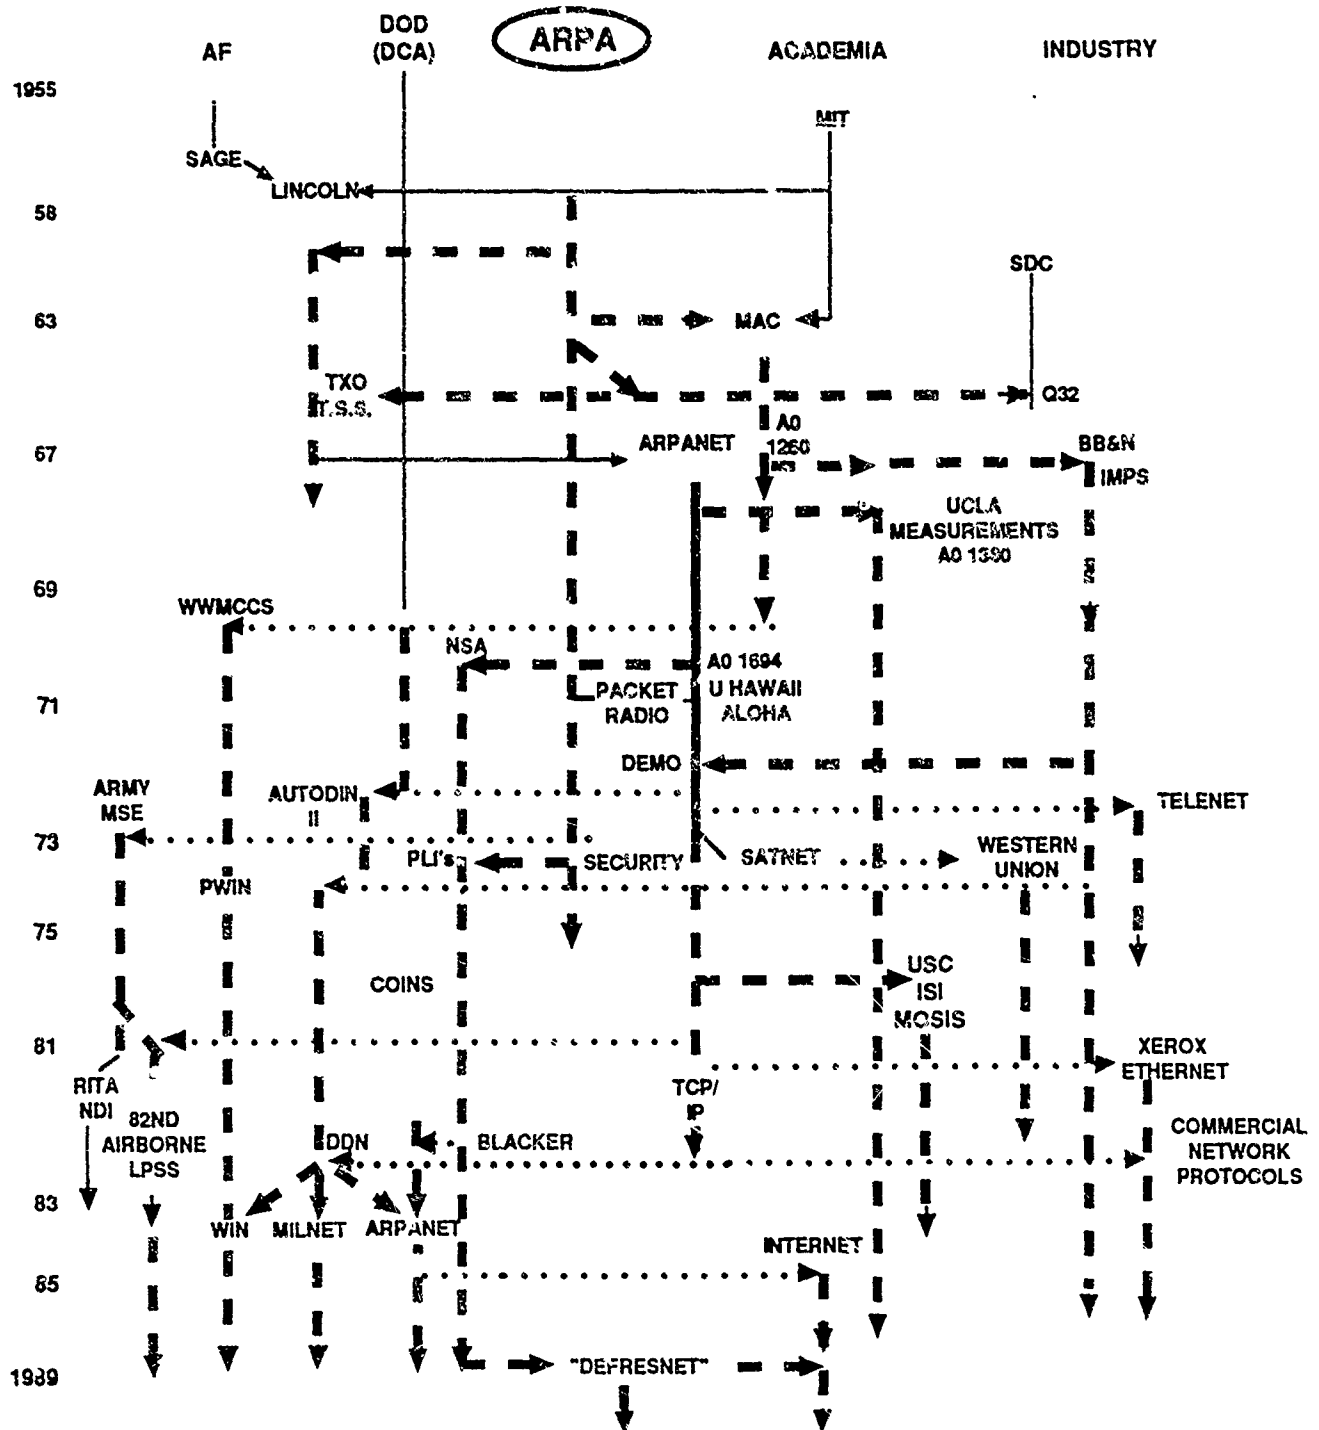 DOD
AF
(DCA)
ARPA
ACADEMIA
INDUSTRY
1955
MIT
SAGE
LINCOLN
58
SDC
63
MAC
TXO
T.S.S.
Q32
A0
1260
ARPANET
67
BB&N
IMPS
UCLA
MEASUREMENTS
69
WWMCCS
NSA
A0 1694
PACKET
RADIO
U HAWAII
ALOHA
71
DEMO
ARMY
MSE
AUTODIN
II
TELENET
73
PLI's
SECURITY
SATNET
WESTERN
UNION
PWIN
75
COINS
USC
ISI
MOSIS
81
XEROX
ETHERNET
RITA
NDI
TCP/
IP
82ND
AIRBORNE
LPSS
DDN
BLACKER
COMMERCIAL
NETWORK
PROTOCOLS
83
WIN
MILNET
ARPANET
INTERNET
85
"DEFRESNET"
1989